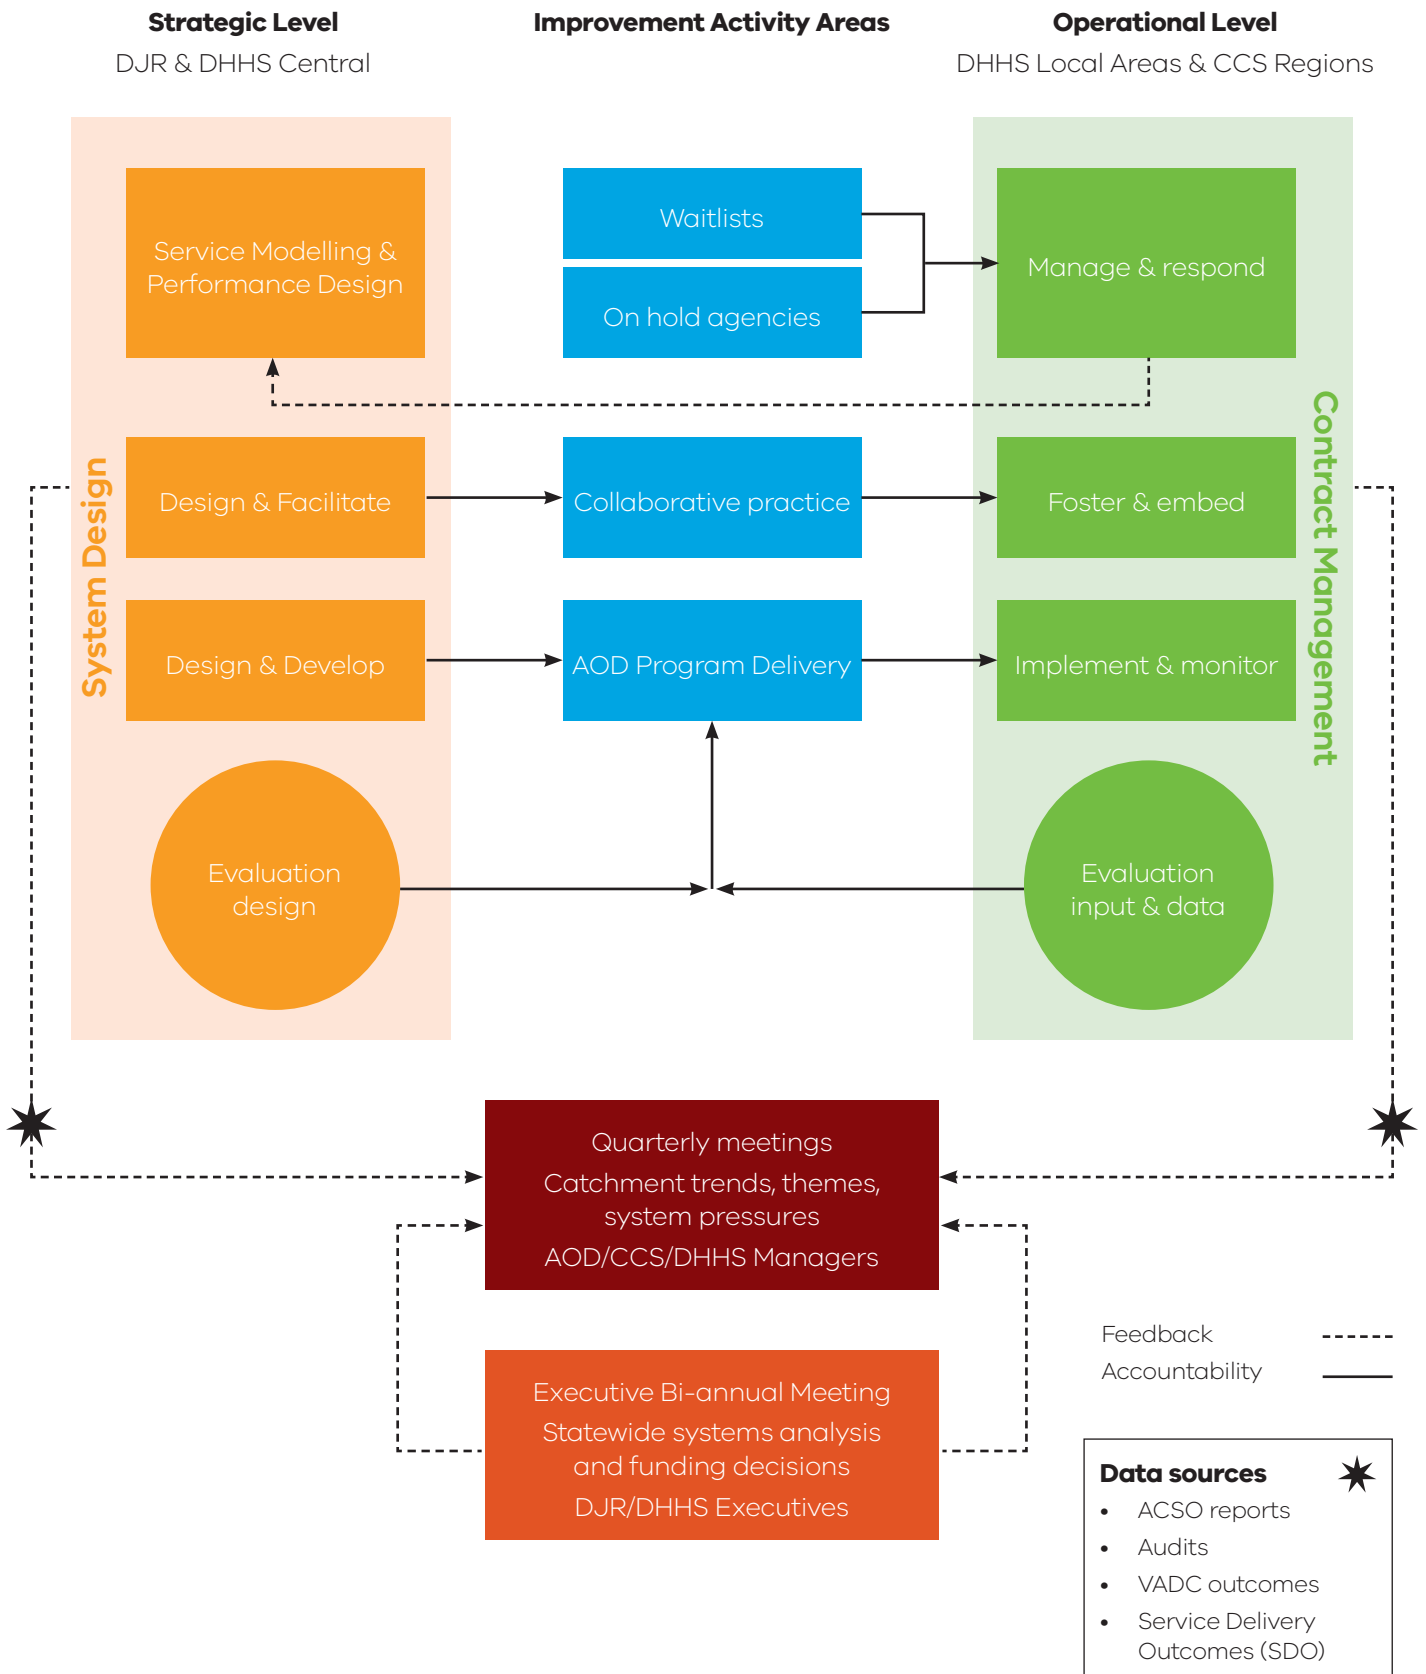 Strategic Level
DJR & DHHS Central
Improvement Activity Areas
Operational Level
DHHS Local Areas & CCS Regions
System Design
Service Modelling &
Performance Design
Waitlists
On hold agencies
Manage & respond
Design & Facilitate
Collaborative practice
Foster & embed
Design & Develop
AOD Program Delivery
Implement & monitor
Contract Management
Evaluation
design
Evaluation
input & data
Quarterly meetings
Catchment trends, themes,
system pressures
AOD/CCS/DHHS Managers
Executive Bi-annual Meeting
Statewide systems analysis
and funding decisions
DJR/DHHS Executives
Feedback
Accountability
Data sources
• ACSO reports
• Audits
• VADC outcomes
• Service Delivery
Outcomes (SDO)